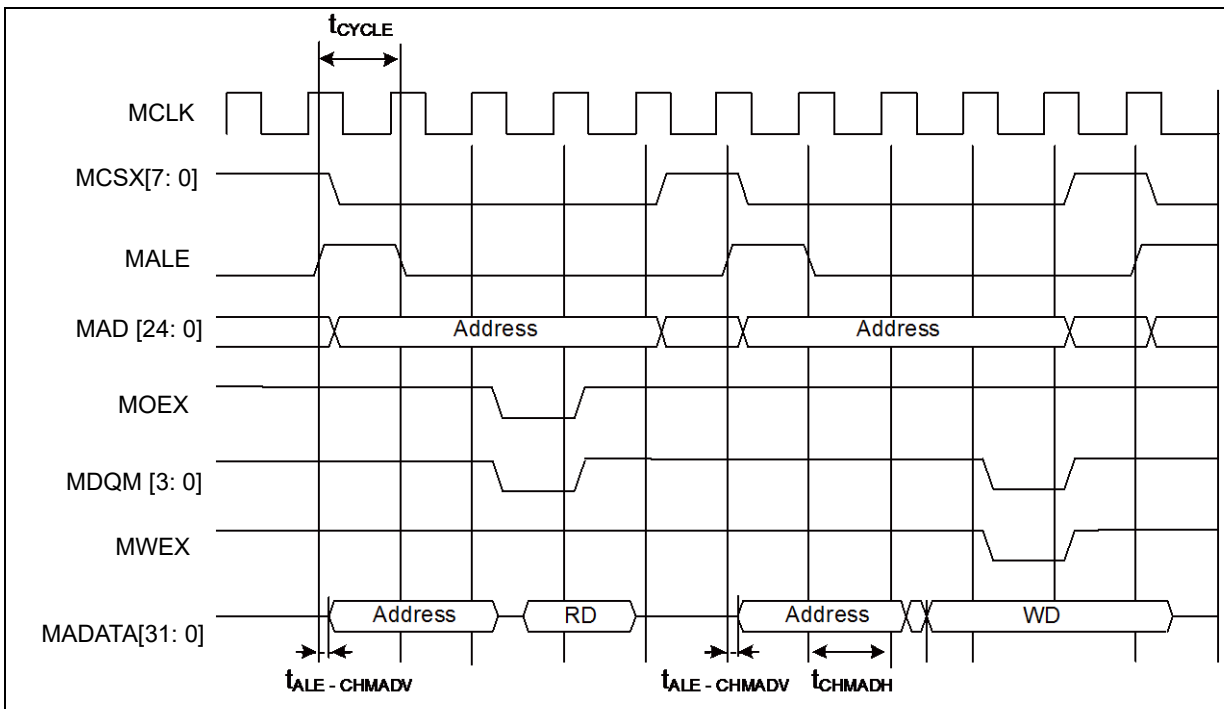 tCYCLE
MCLK
MCSX[7: 0]
MALE
MAD [24: 0]
Address
Address
MOEX
MDQM [3: 0]
MWEX
MADATA[31: 0]
Address
RD
Address
WD
tALE - CHMADV
tALE - CHMADV
tCHMADH